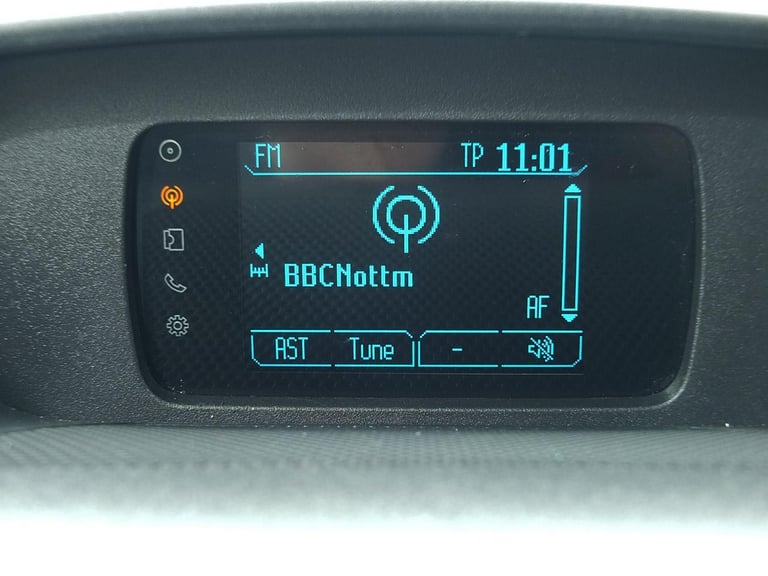 FM TP 11:01
BBCNottm
AF
AST Tune -